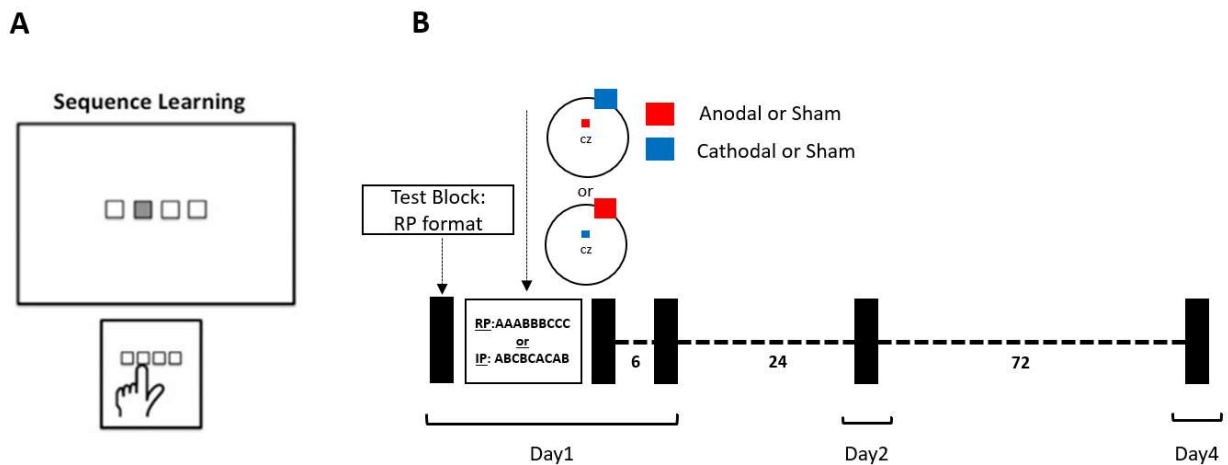 A
B
Sequence Learning
Anodal or Sham
cz
Cathodal or Sham
or
Test Block:
RP format
cz
RP:AAABBBCCC
or
IP: ABCBCACAB
6
24
72
Day1
Day2
Day4